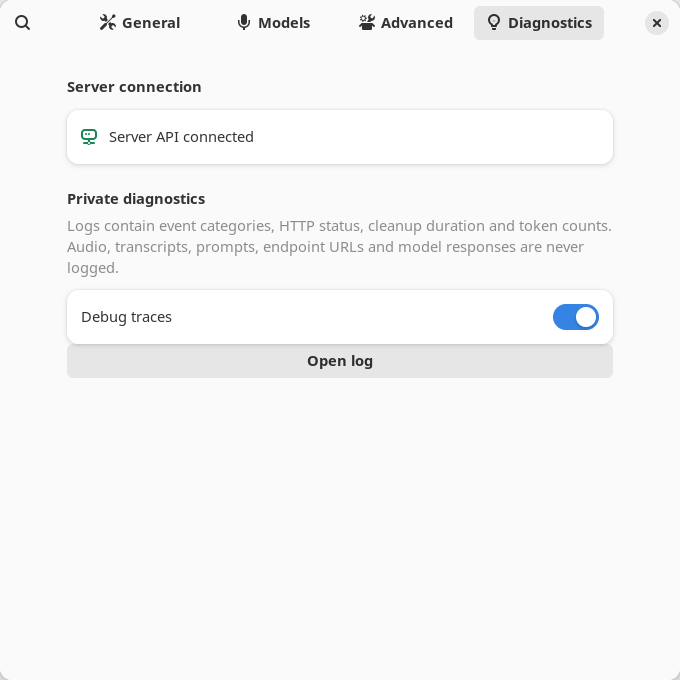 General
Models
Advanced
Diagnostics
Server connection
Server API connected
Private diagnostics
Logs contain event categories, HTTP status, cleanup duration and token counts.
Audio, transcripts, prompts, endpoint URLs and model responses are never
logged.
Debug traces
Open log